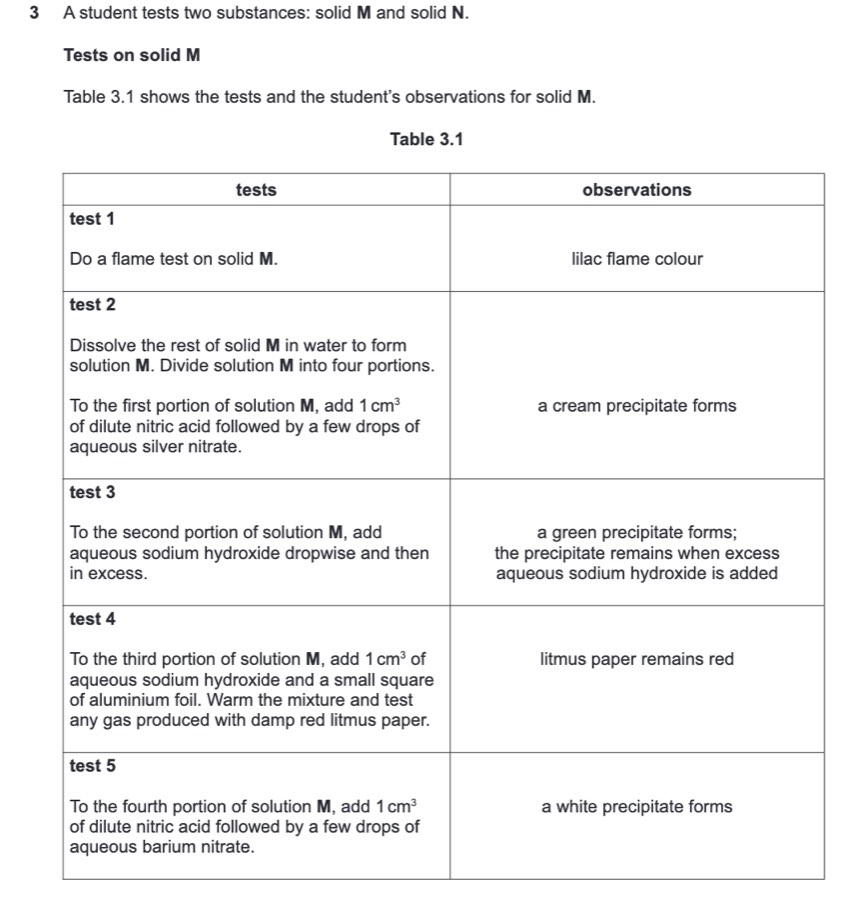 3 A student tests two substances: solid M and solid N.
Tests on solid M
Table 3.1 shows the tests and the student's observations for solid M.
Table 3.1
tests
observations
test 1
Do a flame test on solid M.
lilac flame colour
test 2
Dissolve the rest of solid M in water to form
solution M. Divide solution M into four portions.
To the first portion of solution M, add 1 cm³
of dilute nitric acid followed by a few drops of
aqueous silver nitrate.
a cream precipitate forms
test 3
To the second portion of solution M, add
aqueous sodium hydroxide dropwise and then
in excess.
a green precipitate forms;
the precipitate remains when excess
aqueous sodium hydroxide is added
test 4
To the third portion of solution M, add 1 cm³ of
aqueous sodium hydroxide and a small square
of aluminium foil. Warm the mixture and test
any gas produced with damp red litmus paper.
litmus paper remains red
test 5
To the fourth portion of solution M, add 1 cm³
of dilute nitric acid followed by a few drops of
aqueous barium nitrate.
a white precipitate forms